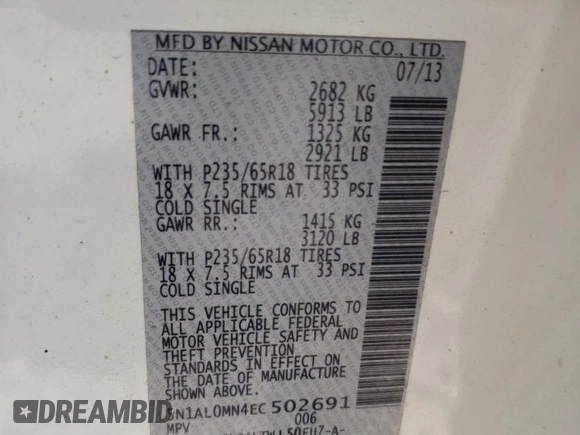 MFD BY NISSAN MOTOR CO., LTD.
DATE: 07/13
GVWR: 2682 KG
5913 LB
GAWR FR.: 1325 KG
2921 LB
WITH P235/65R18 TIRES
18 X 7.5 RIMS AT 33 PSI
COLD SINGLE
GAWR RR.: 1415 KG
3120 LB
WITH P235/65R18 TIRES
18 X 7.5 RIMS AT 33 PSI
COLD SINGLE
THIS VEHICLE CONFORMS TO
ALL APPLICABLE FEDERAL
MOTOR VEHICLE SAFETY AND
THEFT PREVENTION
STANDARDS IN EFFECT ON
THE DATE OF MANUFACTURE
SHOWN ABOVE.
5N1AL0MN4EC 502691
MPV 006
AutoBidMaster